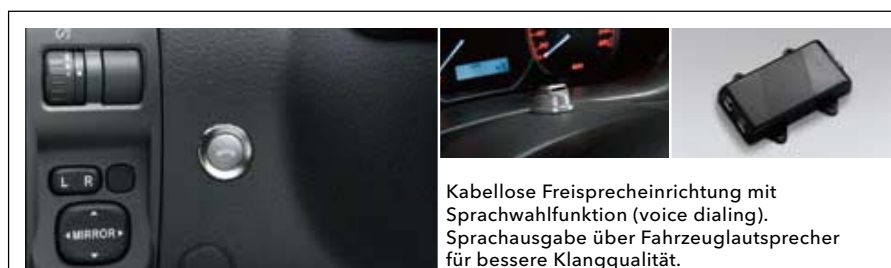 L R
MIRROR
Kabellose Freisprecheinrichtung mit
Sprachwahlfunktion (voice dialing).
Sprachausgabe über Fahrzeuglautsprecher
für bessere Klangqualität.